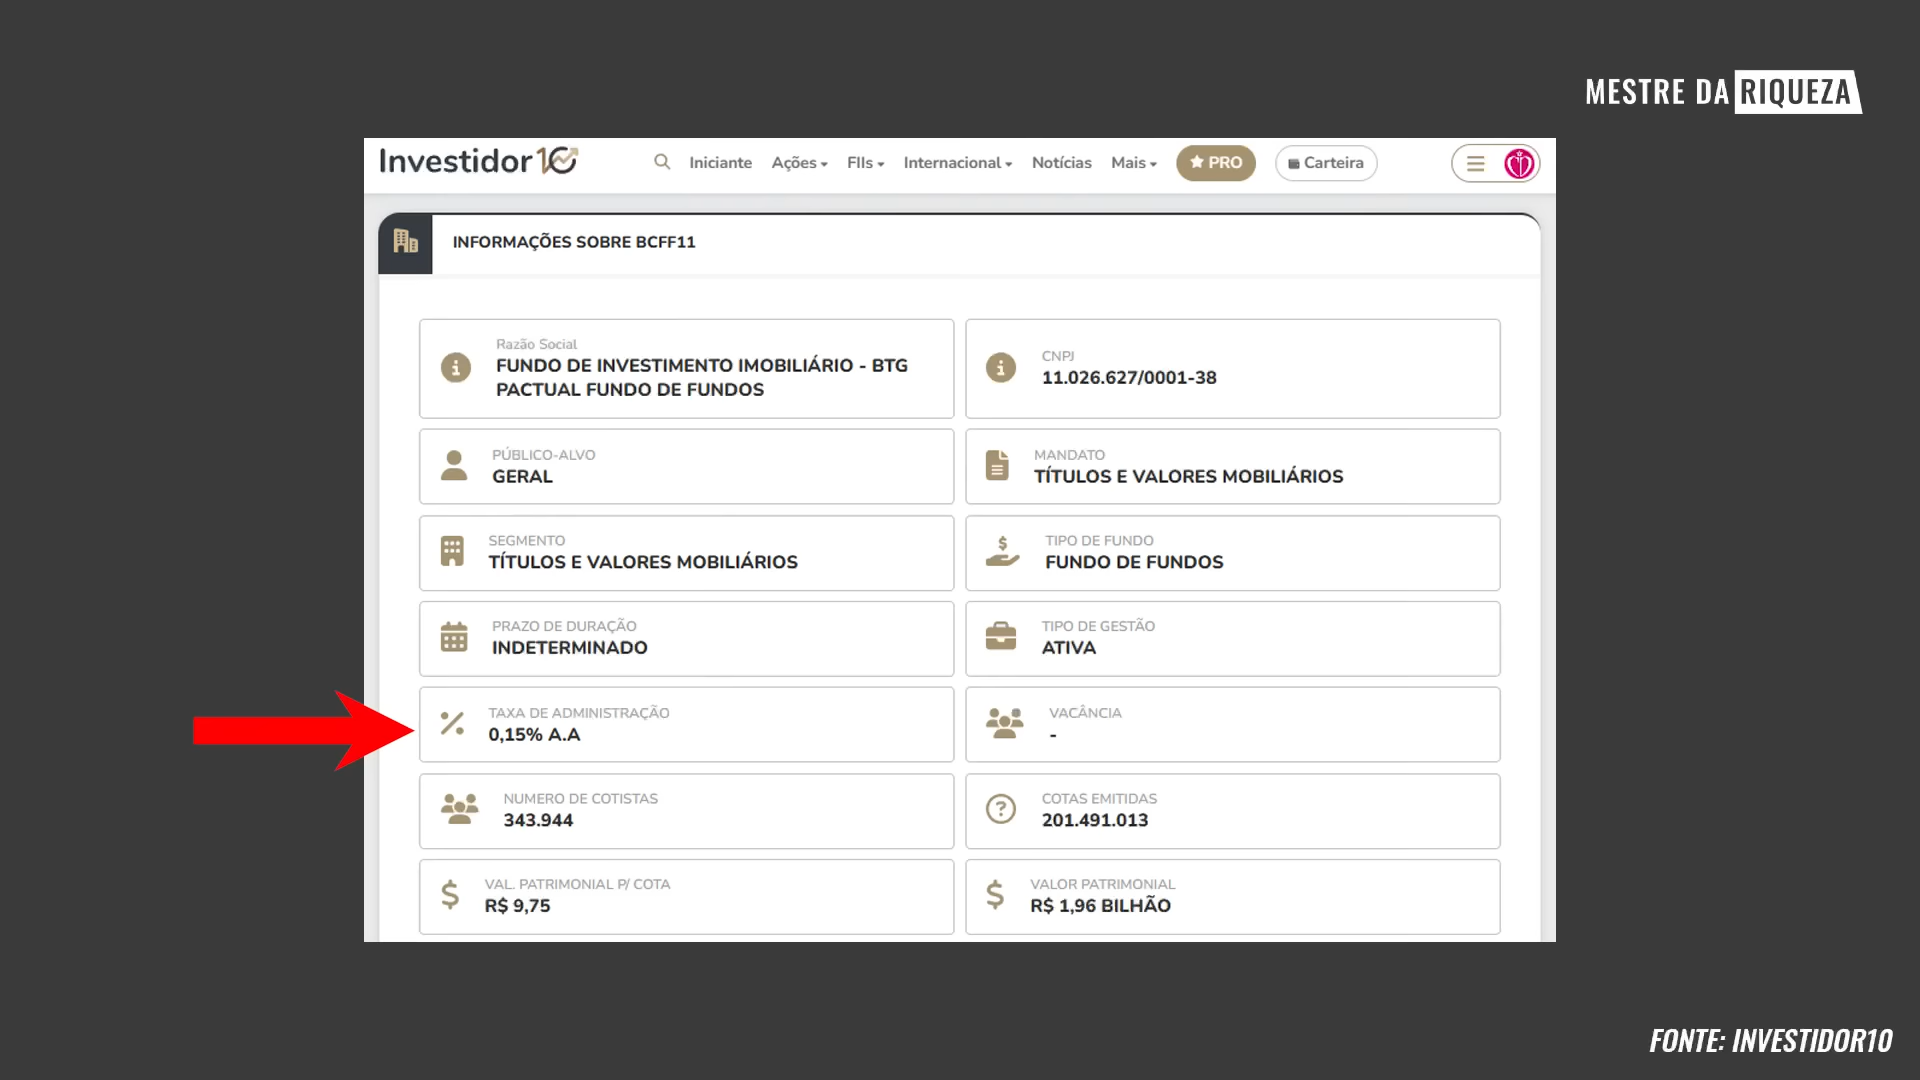 MESTRE DA RIQUEZA
Investidor10
Iniciante
Ações
FIIs
Internacional
Notícias
Mais
PRO
Carteira
INFORMAÇÕES SOBRE BCFF11
Razão Social
FUNDO DE INVESTIMENTO IMOBILIÁRIO - BTG
PACTUAL FUNDO DE FUNDOS
CNPJ
11.026.627/0001-38
PÚBLICO-ALVO
GERAL
MANDATO
TÍTULOS E VALORES MOBILIÁRIOS
SEGMENTO
TÍTULOS E VALORES MOBILIÁRIOS
TIPO DE FUNDO
FUNDO DE FUNDOS
PRAZO DE DURAÇÃO
INDETERMINADO
TIPO DE GESTÃO
ATIVA
TAXA DE ADMINISTRAÇÃO
0,15% A.A
VACÂNCIA
-
NUMERO DE COTISTAS
343.944
COTAS EMITIDAS
201.491.013
VAL. PATRIMONIAL P/ COTA
R$ 9,75
VALOR PATRIMONIAL
R$ 1,96 BILHÃO
FONTE: INVESTIDOR10